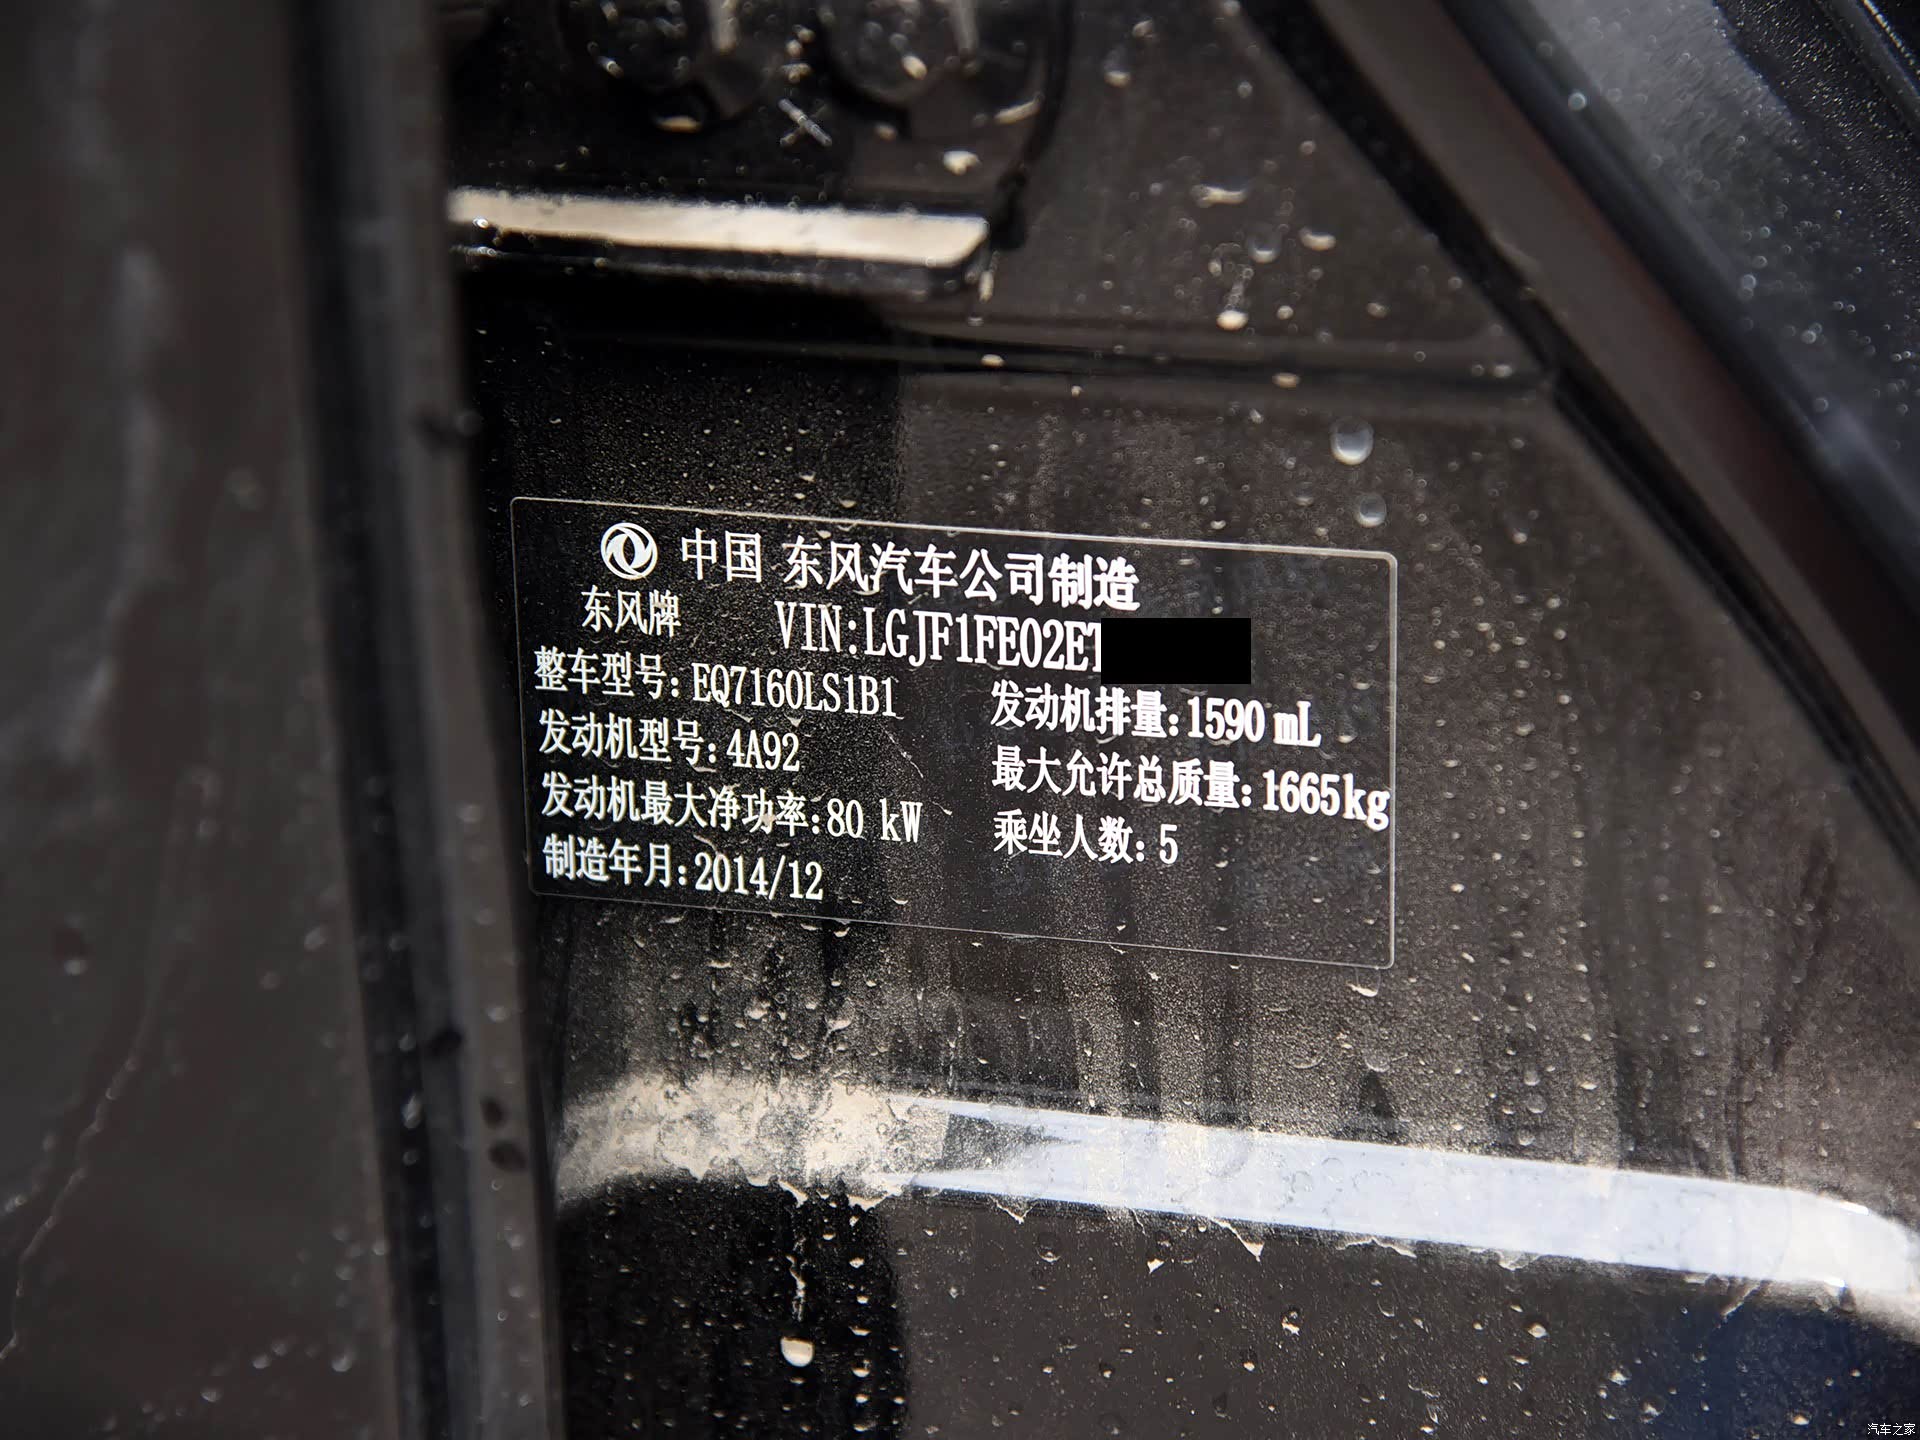 中国 东风汽车公司制造
东风牌 VIN:LGJF1FE02ET
整车型号:EQ7160LS1B1 发动机排量:1590 mL
发动机型号:4A92 最大允许总质量:1665kg
发动机最大净功率:80 kW 乘坐人数:5
制造年月:2014/12
汽车之家